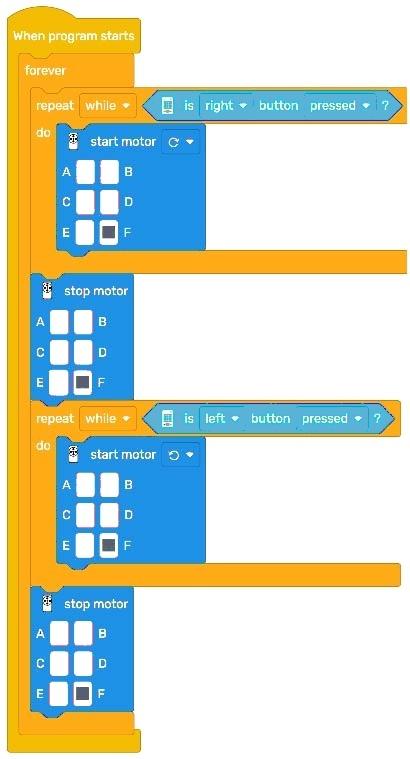 When program starts
forever
repeat while is right button pressed ?
do start motor
A B
C D
E F
stop motor
A B
C D
E F
repeat while is left button pressed ?
do start motor
A B
C D
E F
stop motor
A B
C D
E F